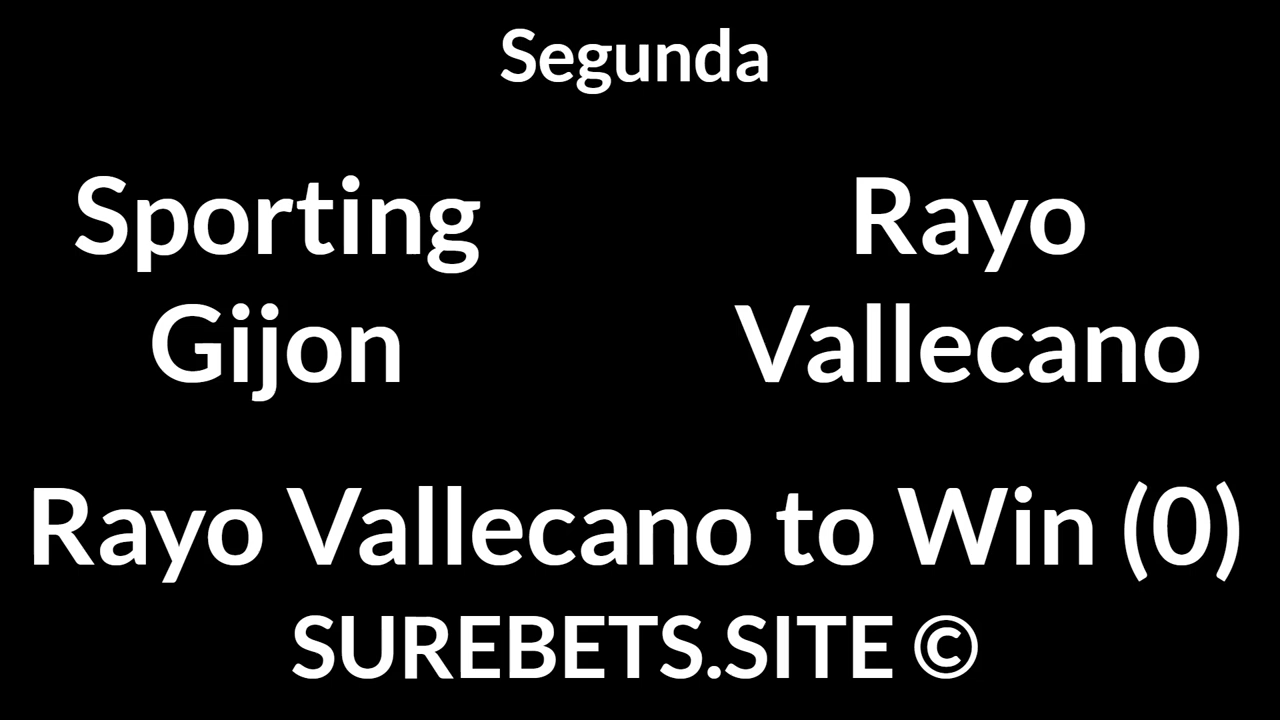 Segunda
Sporting Gijon
Rayo Vallecano
Rayo Vallecano to Win (0)
SUREBETS.SITE ©